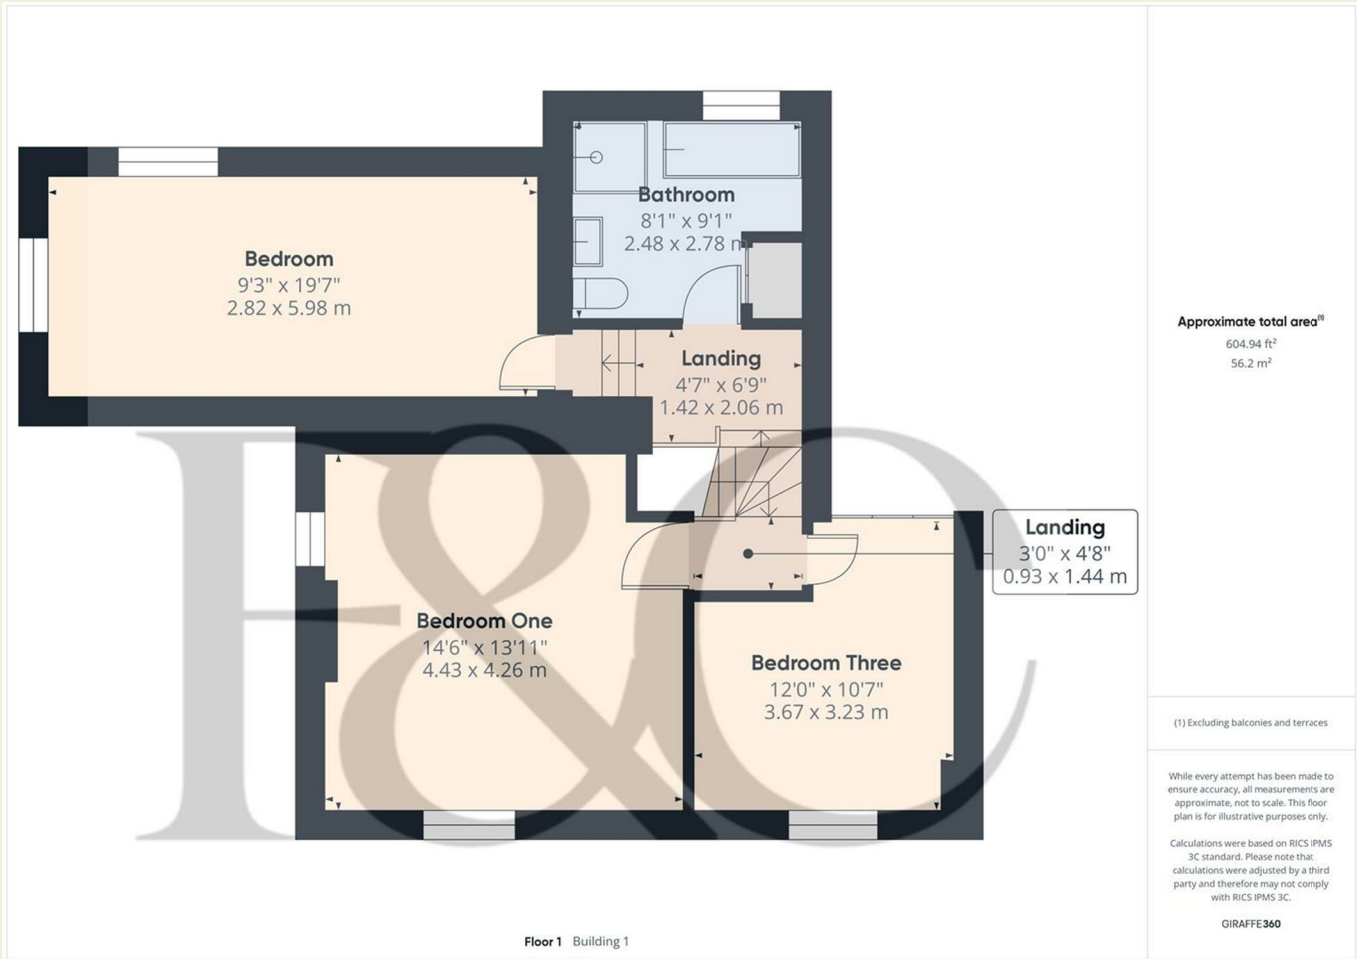 Bathroom
8'1" x 9'1"
2.48 x 2.78 m
Bedroom
9'3" x 19'7"
2.82 x 5.98 m
Landing
4'7" x 6'9"
1.42 x 2.06 m
Landing
3'0" x 4'8"
0.93 x 1.44 m
Bedroom One
14'6" x 13'11"
4.43 x 4.26 m
Bedroom Three
12'0" x 10'7"
3.67 x 3.23 m
F&C
Floor 1 Building 1
Approximate total area(1)
604.94 ft²
56.2 m²
(1) Excluding balconies and terraces
While every attempt has been made to
ensure accuracy, all measurements are
approximate, not to scale. This floor
plan is for illustrative purposes only.
Calculations were based on RICS IPMS
3C standard. Please note that
calculations were adjusted by a third
party and therefore may not comply
with RICS IPMS 3C.
GIRAFFE360